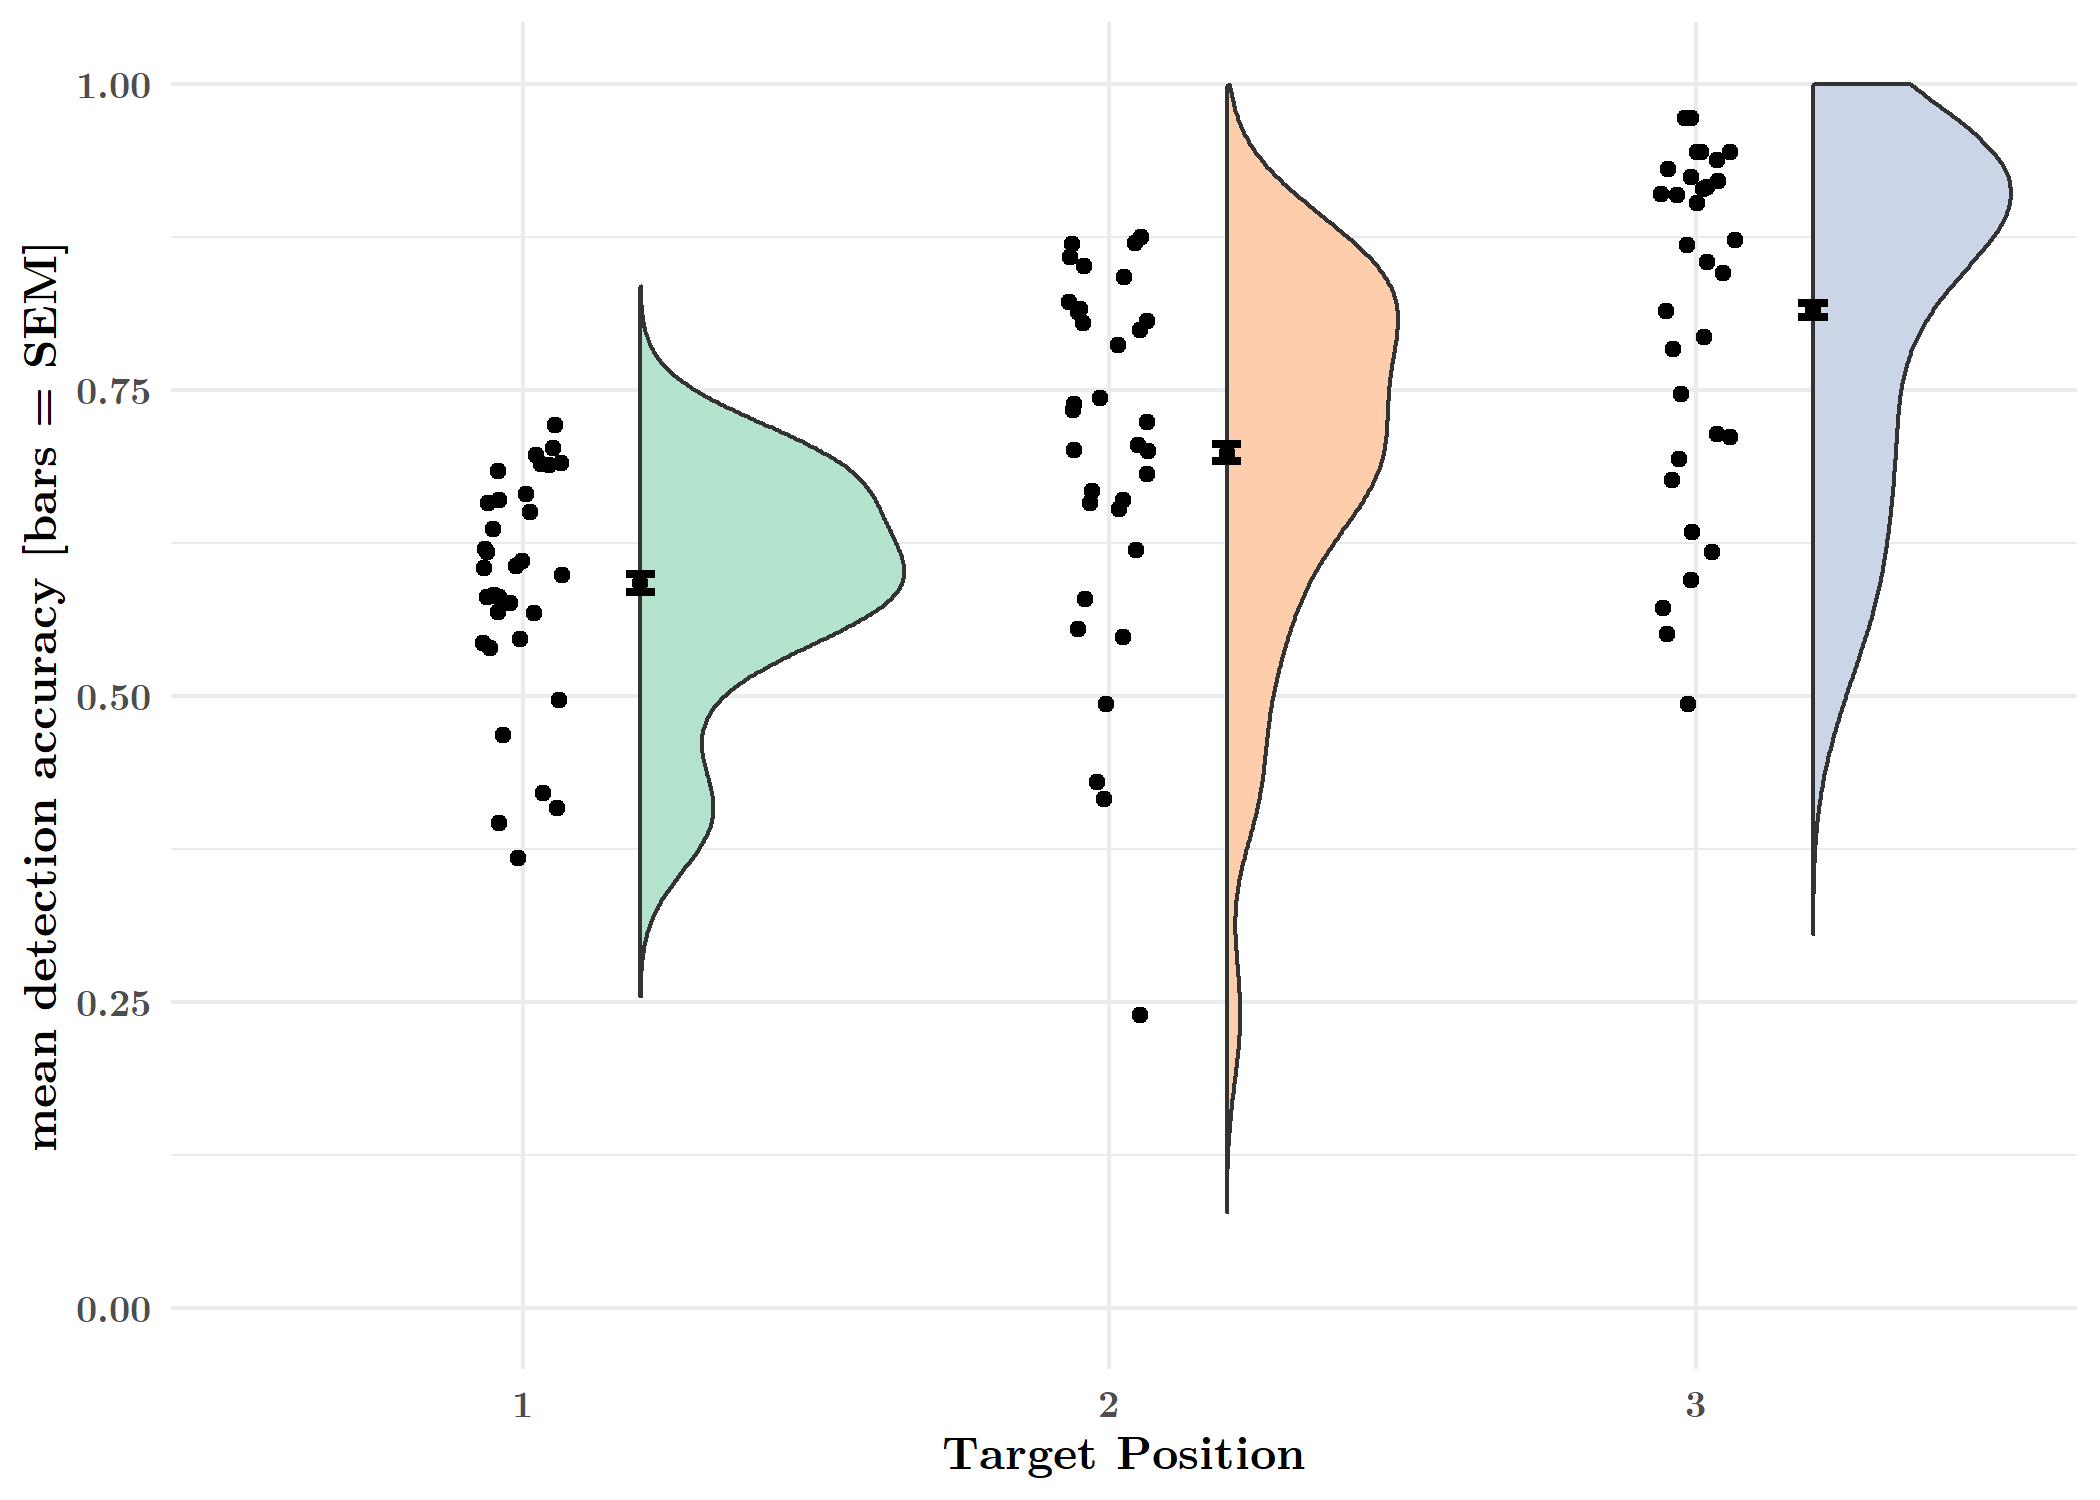 mean detection accuracy [bars = SEM]
1.00
0.75
0.50
0.25
0.00
1 2 3
Target Position